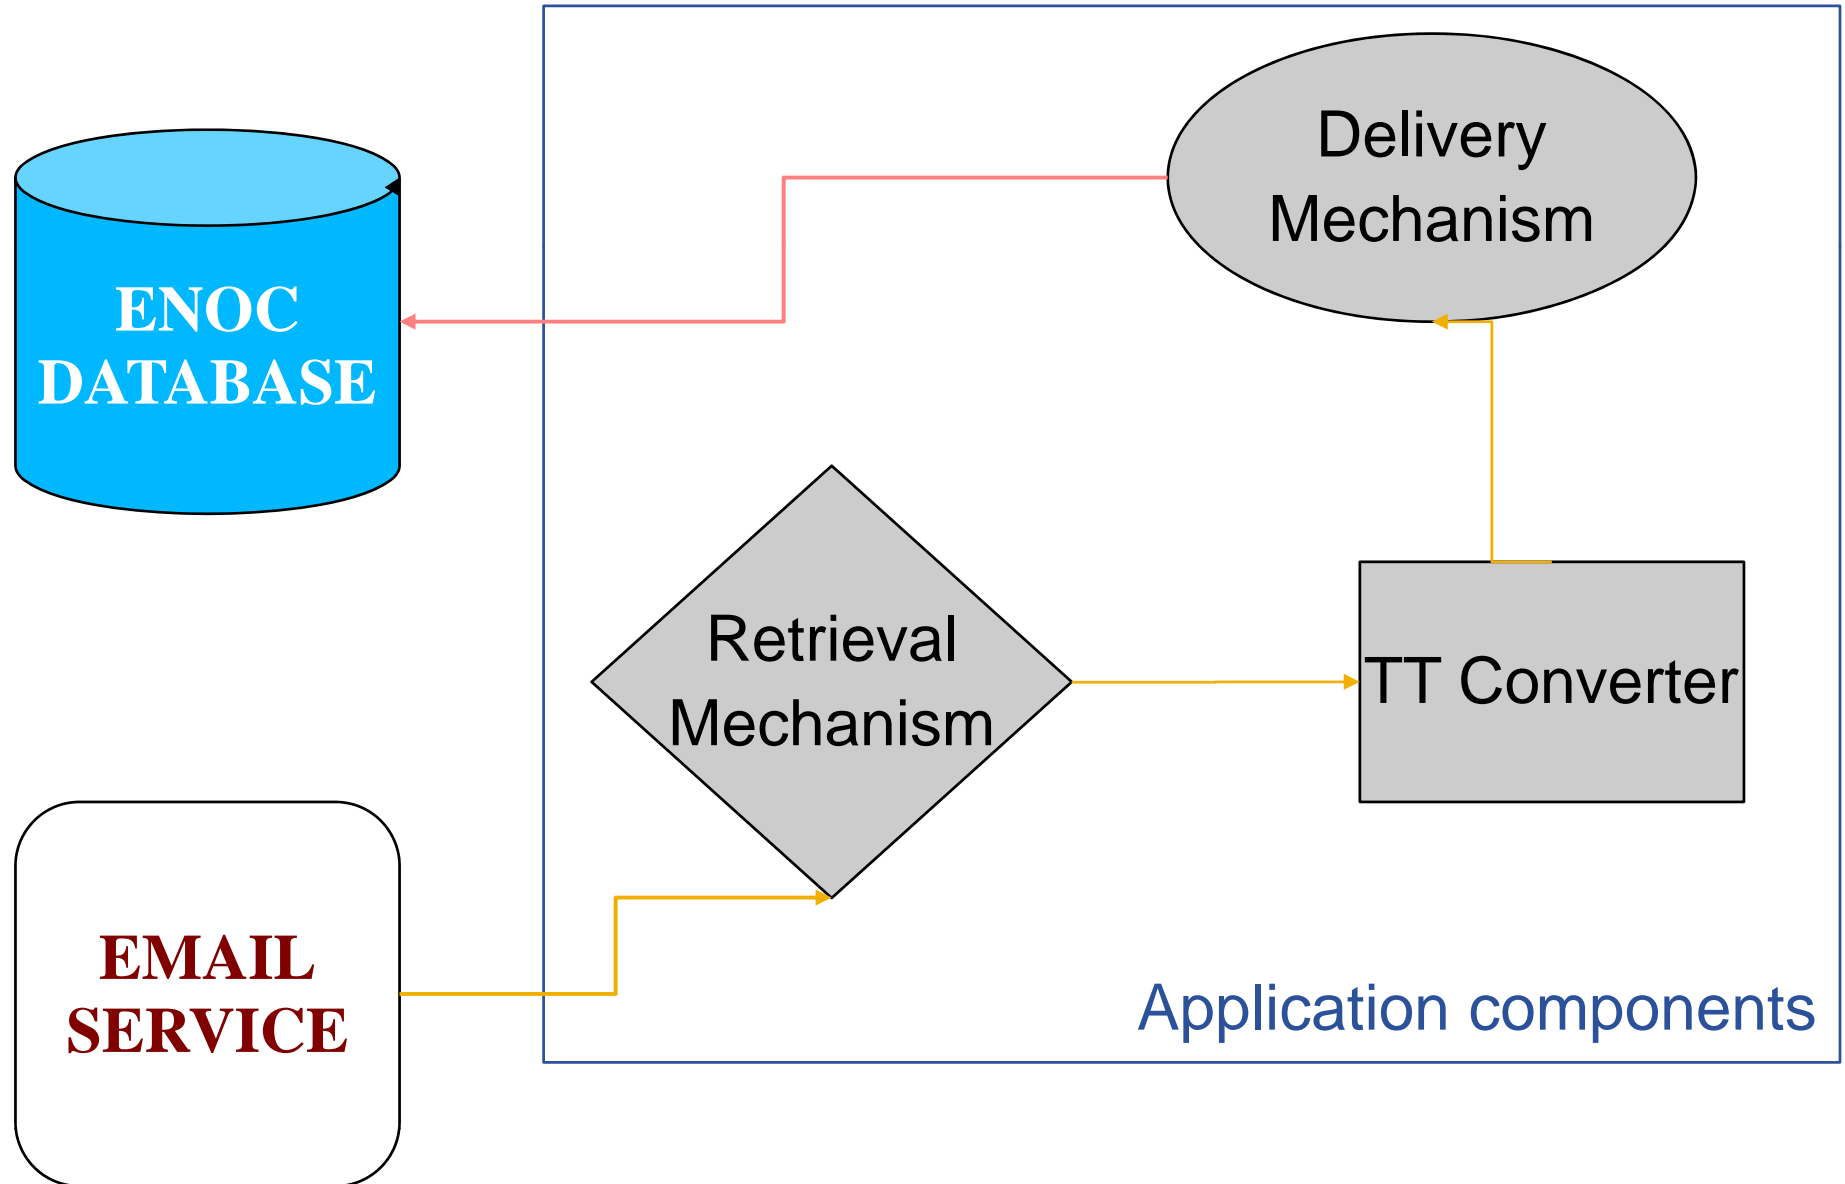 Delivery
Mechanism
ENOC
DATABASE
Retrieval
Mechanism
TT Converter
EMAIL
SERVICE
Application components